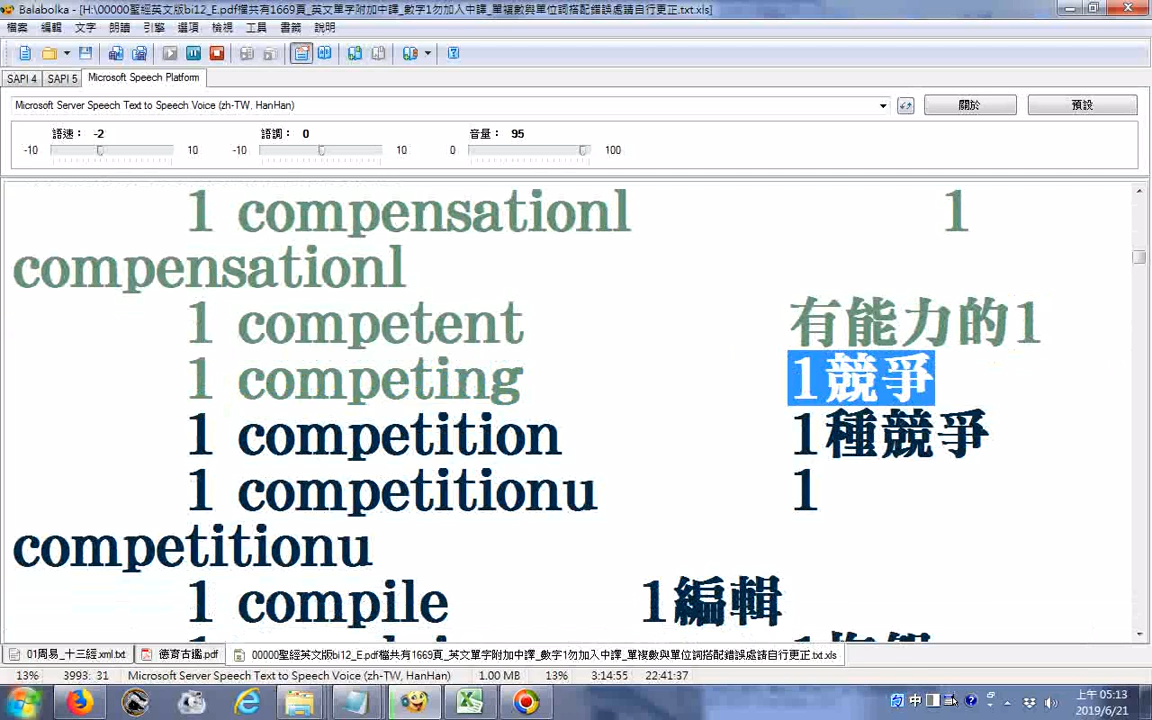 Balabolka - [H:\00000聖經英文版bi12_E.pdf檔共有1669頁_英文單字附加中譯_數字1勿加入中譯_單複數與單位詞搭配錯誤處請自行更正.txt.xls]
檔案 編輯 文字 朗讀 引擎 選項 檢視 工具 書籤 說明
SAPI 4 SAPI 5 Microsoft Speech Platform
Microsoft Server Speech Text to Speech Voice (zh-TW, HanHan) 關於 預設
語速： -2 語調： 0 音量： 95
-10 10 -10 10 0 100
1 compensationl 1
compensationl
1 competent 有能力的1
1 competing 1競爭
1 competition 1種競爭
1 competitionu 1
competitionu
1 compile 1編輯
01周易_十三經.xml.txt 德育古鑑.pdf 00000聖經英文版bi12_E.pdf檔共有1669頁_英文單字附加中譯_數字1勿加入中譯_單複數與單位詞搭配錯誤處請自行更正.txt.xls
13% 3993: 31 Microsoft Server Speech Text to Speech Voice (zh-TW, HanHan) 1.00 MB 13% 3:14:55 22:41:37
中 上午 05:13
2019/6/21